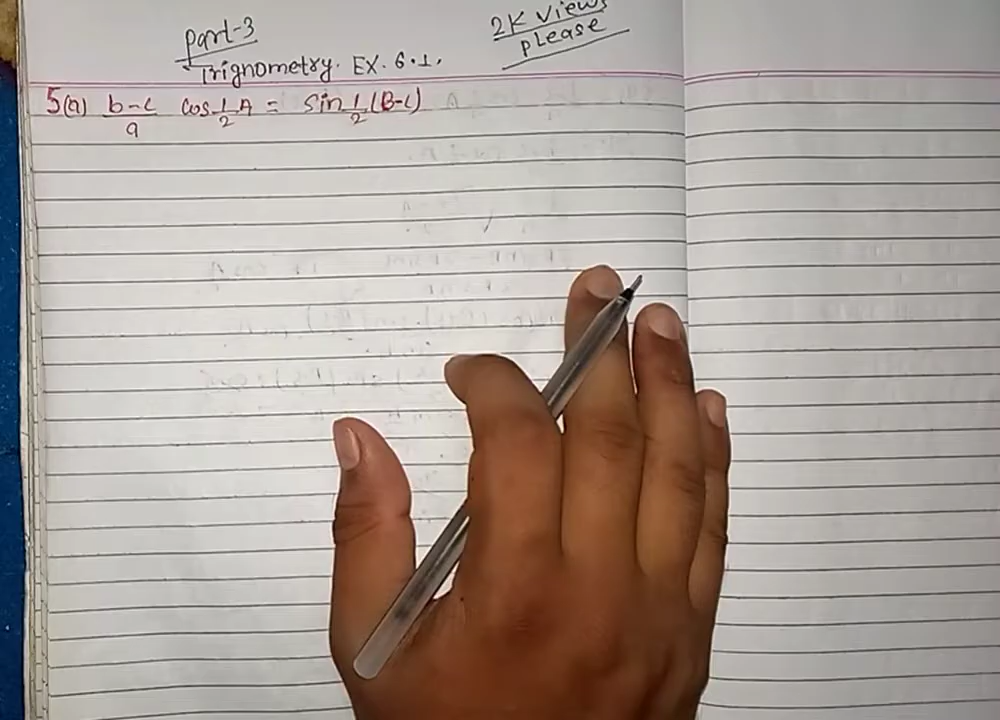 Part-3
2K views
please
Trignometry. EX. 6.1.
5(a) b-c/a cos 1/2 A = sin 1/2 (B-C)